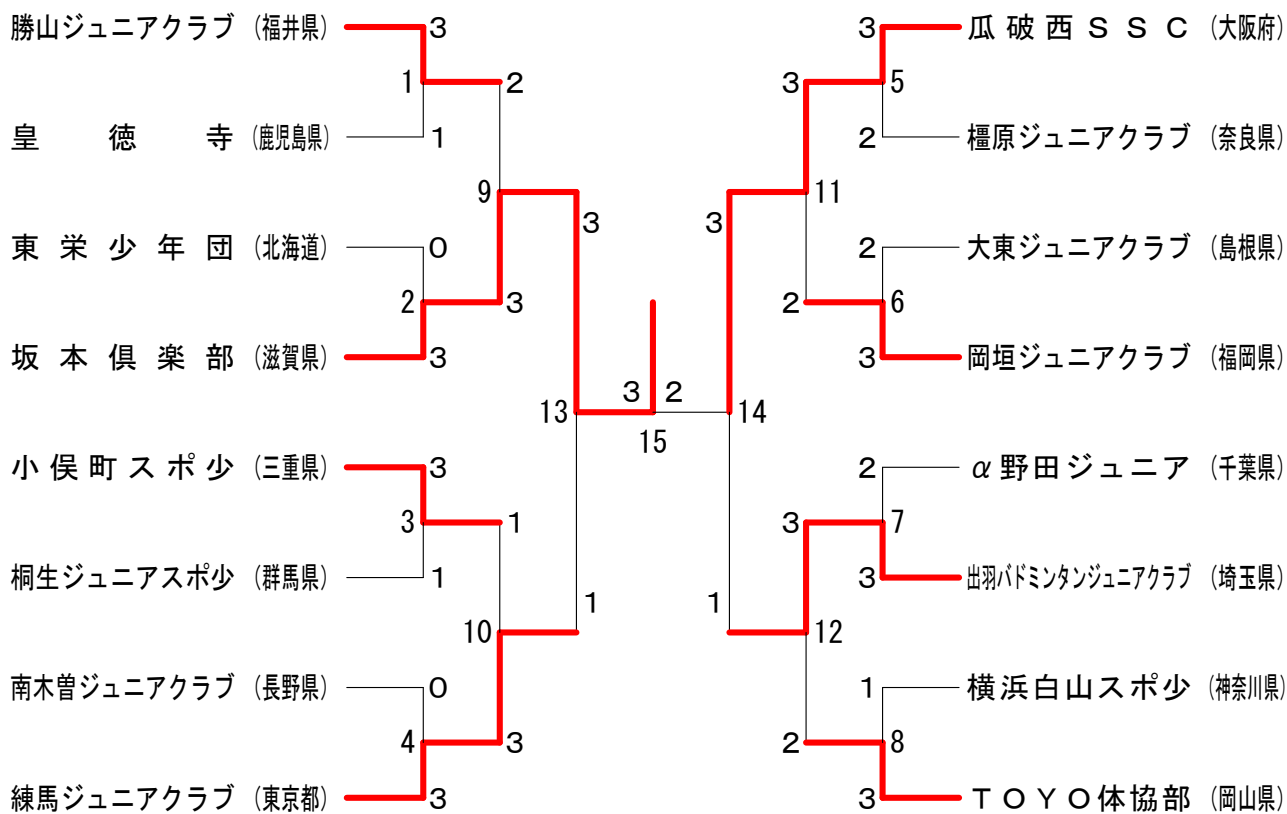 勝山ジュニアクラブ (福井県) 3 3 瓜破西SSC (大阪府)
1 2 3 5
皇徳寺 (鹿児島県) 1 2 橿原ジュニアクラブ (奈良県)
9 11
3 3
東栄少年団 (北海道) 0 2 大東ジュニアクラブ (島根県)
2 3 2 6
坂本倶楽部 (滋賀県) 3 3 岡垣ジュニアクラブ (福岡県)
3 2
13 14
15
小俣町スポ少 (三重県) 3 2 α野田ジュニア (千葉県)
3 1 3 7
桐生ジュニアスポ少 (群馬県) 1 3 出羽バドミンタンジュニアクラブ (埼玉県)
1 1
10 12
南木曽ジュニアクラブ (長野県) 0 1 横浜白山スポ少 (神奈川県)
4 3 2 8
練馬ジュニアクラブ (東京都) 3 3 TOYO体協部 (岡山県)